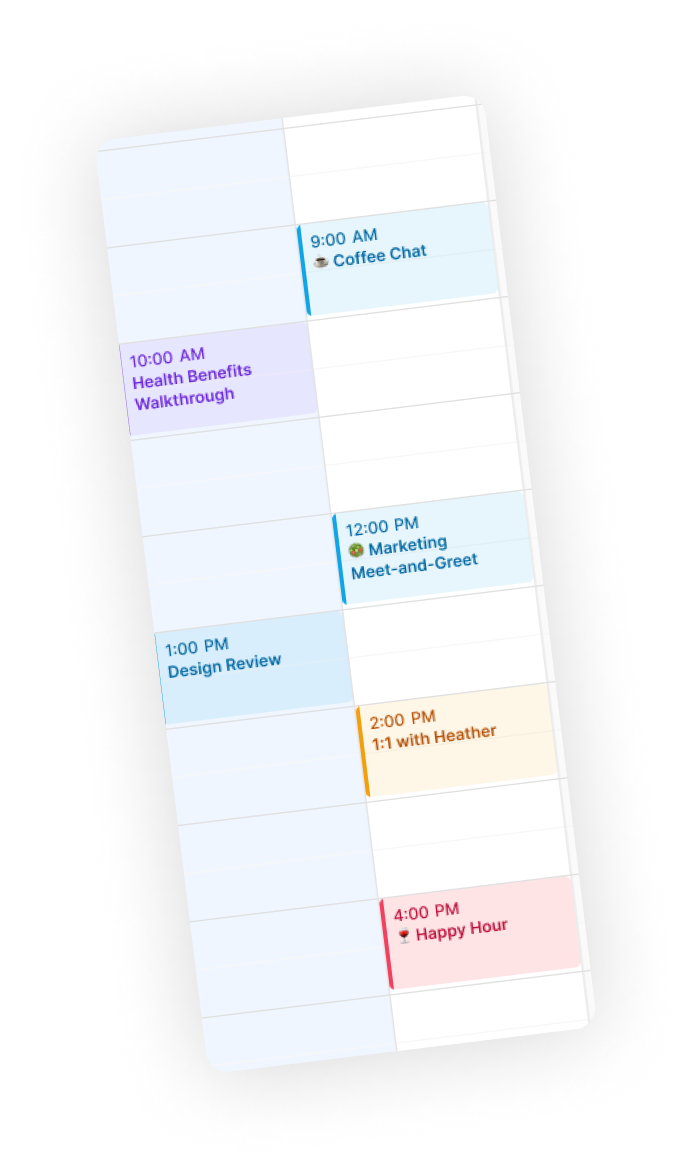 9:00 AM
☕ Coffee Chat
10:00 AM
Health Benefits
Walkthrough
12:00 PM
🥗 Marketing
Meet-and-Greet
1:00 PM
Design Review
2:00 PM
1:1 with Heather
4:00 PM
🍷 Happy Hour